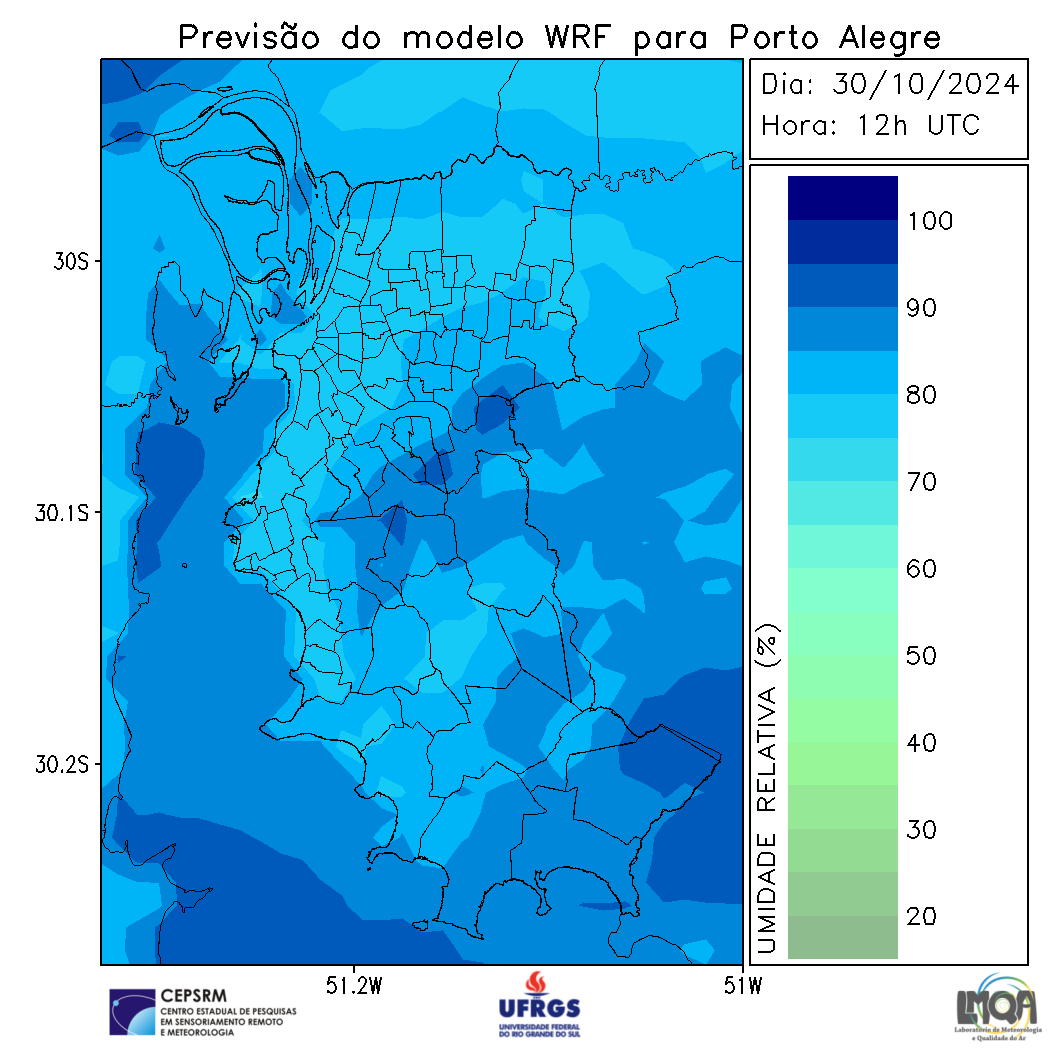 Previsão do modelo WRF para Porto Alegre
Dia: 30/10/2024
Hora: 12h UTC
30S
30.1S
30.2S
51.2W
51W
100
90
80
70
60
50
40
30
20
UMIDADE RELATIVA (%)
CEPSRM
CENTRO ESTADUAL DE PESQUISAS
EM SENSORIAMENTO REMOTO
E METEOROLOGIA
UFRGS
UNIVERSIDADE FEDERAL
DO RIO GRANDE DO SUL
LMQA
Laboratório de Meteorologia
e Qualidade do Ar